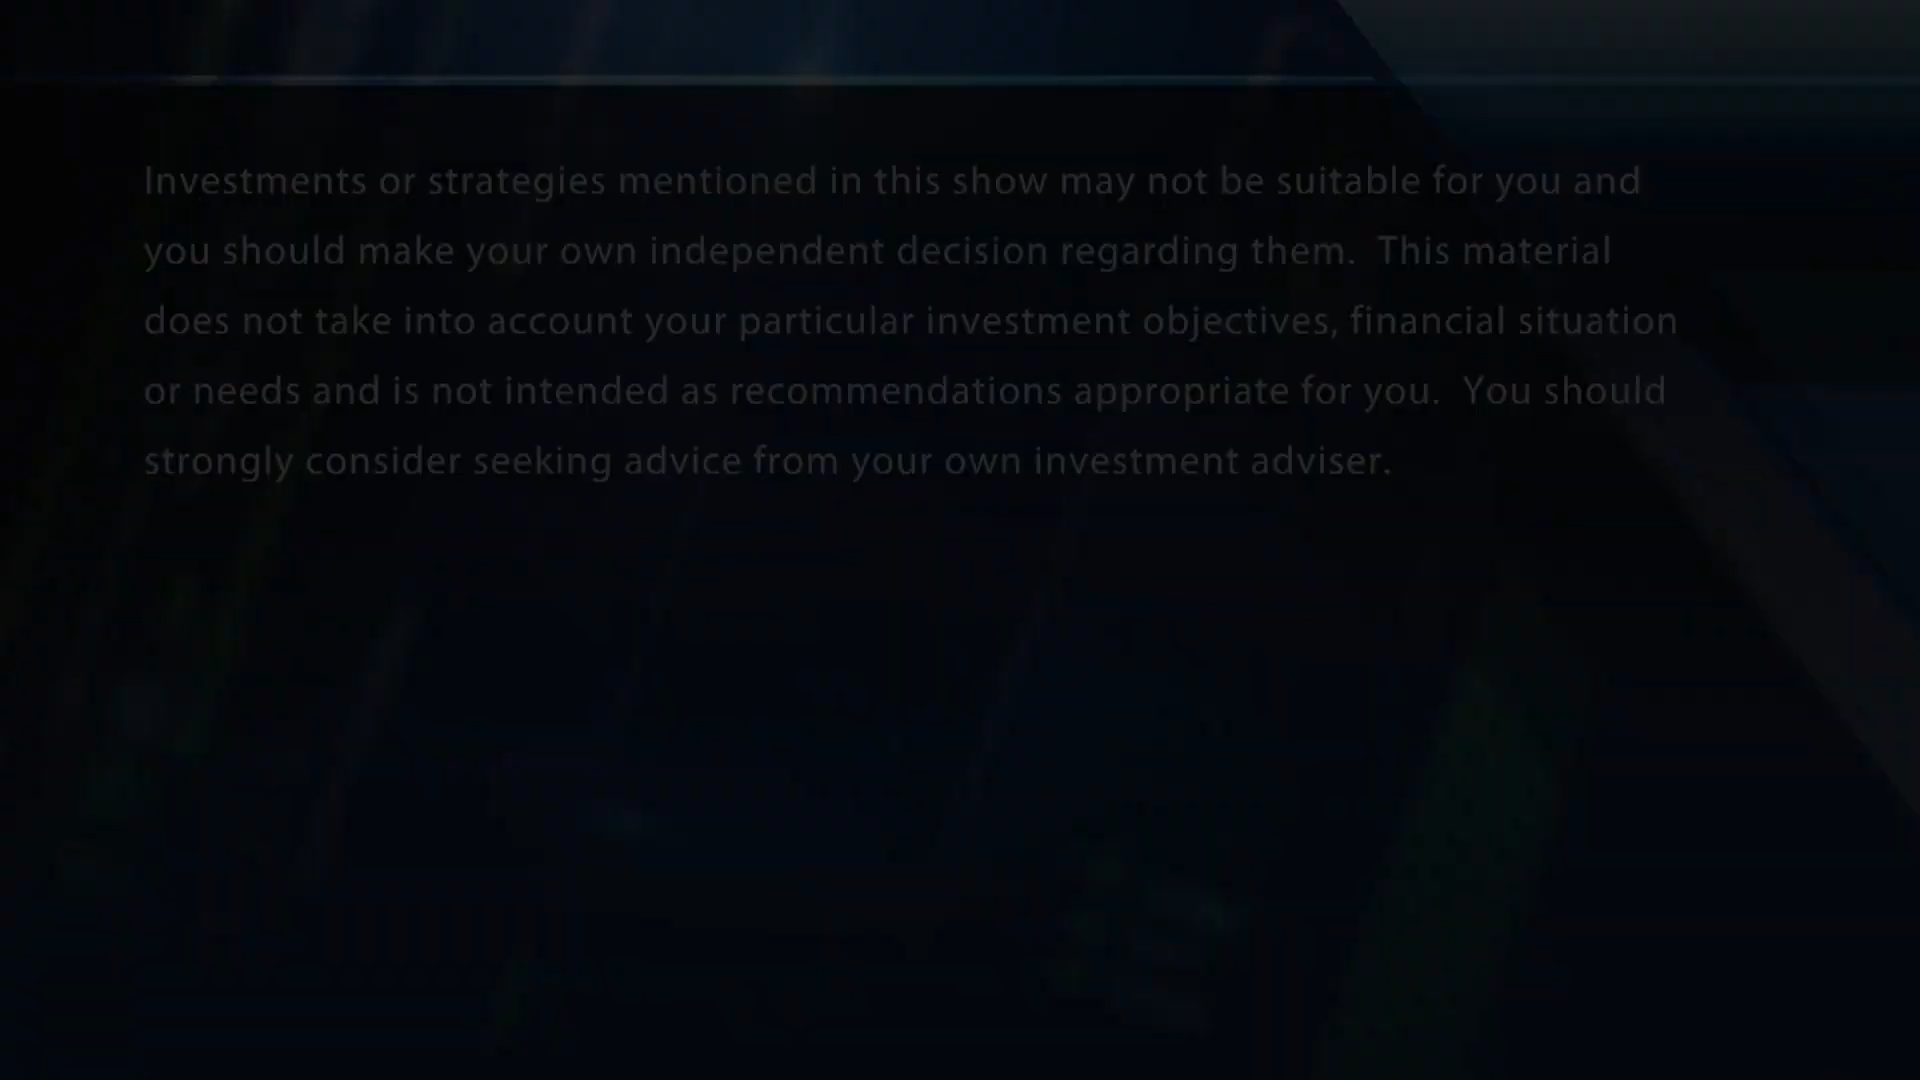 Investments or strategies mentioned in this show may not be suitable for you and
you should make your own independent decision regarding them.  This material
does not take into account your particular investment objectives, financial situation
or needs and is not intended as recommendations appropriate for you.  You should
strongly consider seeking advice from your own investment adviser.